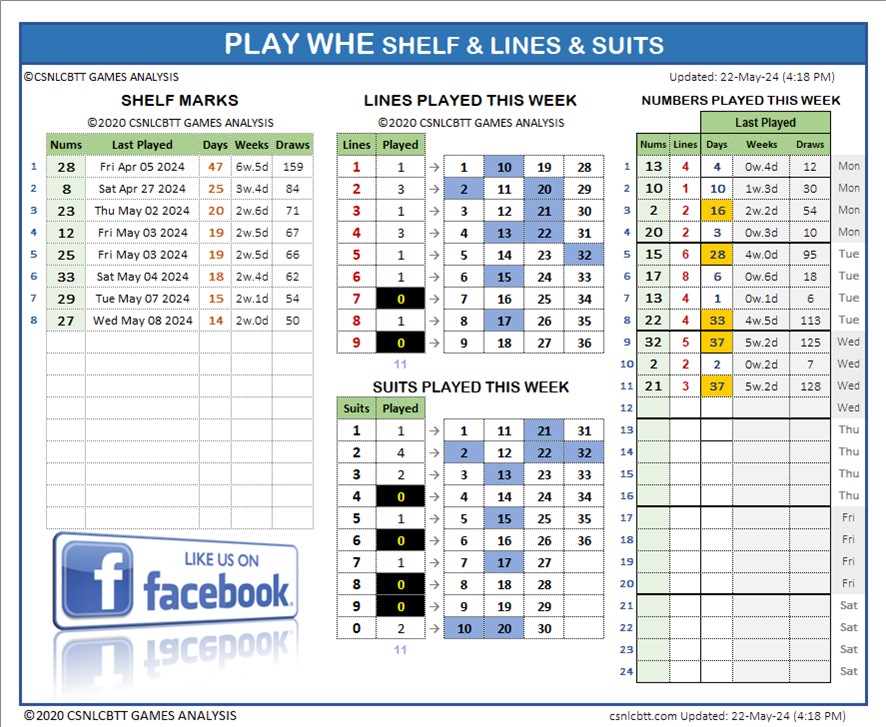 PLAY WHE SHELF & LINES & SUITS
©CSNLCBTT GAMES ANALYSIS
Updated: 22-May-24 (4:18 PM)
SHELF MARKS
©2020 CSNLCBTT GAMES ANALYSIS
Nums Last Played Days Weeks Draws
1 28 Fri Apr 05 2024 47 6w.5d 159
2 8 Sat Apr 27 2024 25 3w.4d 84
3 23 Thu May 02 2024 20 2w.6d 71
4 12 Fri May 03 2024 19 2w.5d 67
5 25 Fri May 03 2024 19 2w.5d 66
6 33 Sat May 04 2024 18 2w.4d 62
7 29 Tue May 07 2024 15 2w.1d 54
8 27 Wed May 08 2024 14 2w.0d 50
LIKE US ON
facebook.
LINES PLAYED THIS WEEK
©2020 CSNLCBTT GAMES ANALYSIS
Lines Played
1 1 → 1 10 19 28
2 3 → 2 11 20 29
3 1 → 3 12 21 30
4 3 → 4 13 22 31
5 1 → 5 14 23 32
6 1 → 6 15 24 33
7 0 → 7 16 25 34
8 1 → 8 17 26 35
9 0 → 9 18 27 36
11
SUITS PLAYED THIS WEEK
Suits Played
1 1 → 1 11 21 31
2 4 → 2 12 22 32
3 2 → 3 13 23 33
4 0 → 4 14 24 34
5 1 → 5 15 25 35
6 0 → 6 16 26 36
7 1 → 7 17 27
8 0 → 8 18 28
9 0 → 9 19 29
0 2 → 10 20 30
11
NUMBERS PLAYED THIS WEEK
Last Played
Nums Lines Days Weeks Draws
1 13 4 4 0w.4d 12 Mon
2 10 1 10 1w.3d 30 Mon
3 2 2 16 2w.2d 54 Mon
4 20 2 3 0w.3d 10 Mon
5 15 6 28 4w.0d 95 Tue
6 17 8 6 0w.6d 18 Tue
7 13 4 1 0w.1d 6 Tue
8 22 4 33 4w.5d 113 Tue
9 32 5 37 5w.2d 125 Wed
10 2 2 2 0w.2d 7 Wed
11 21 3 37 5w.2d 128 Wed
12 Wed
13 Thu
14 Thu
15 Thu
16 Thu
17 Fri
18 Fri
19 Fri
20 Fri
21 Sat
22 Sat
23 Sat
24 Sat
©2020 CSNLCBTT GAMES ANALYSIS
csnlcbtt.com Updated: 22-May-24 (4:18 PM)